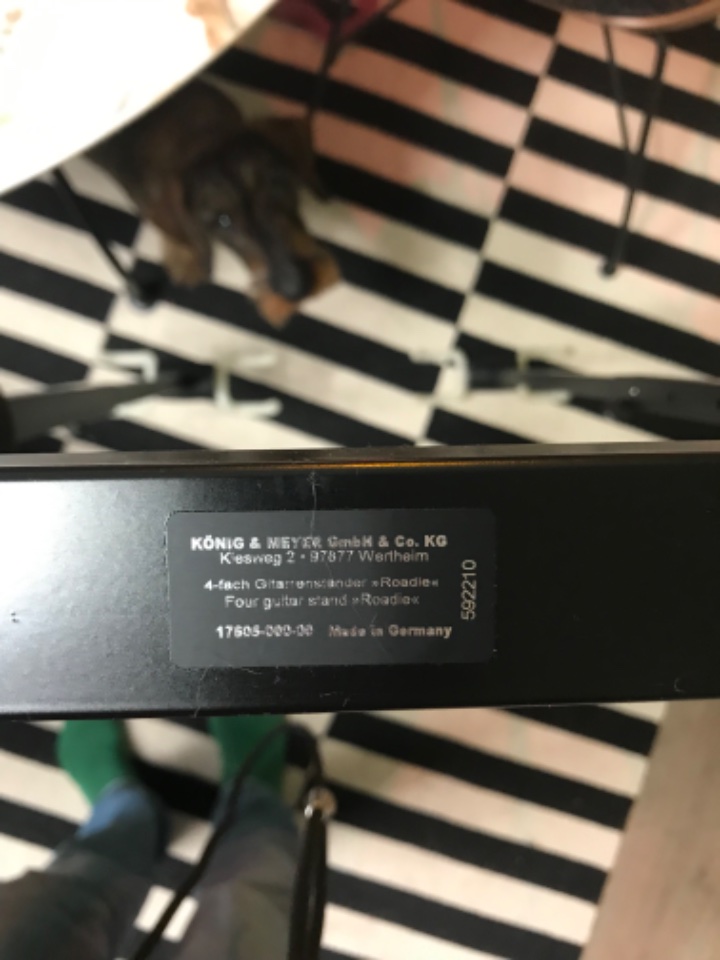 KÖNIG & MEYER GmbH & Co. KG
Kiesweg 2 • 97877 Wertheim
4-fach Gitarrenständer »Roadie«
Four guitar stand »Roadie«
17605-000-00 Made in Germany
592210